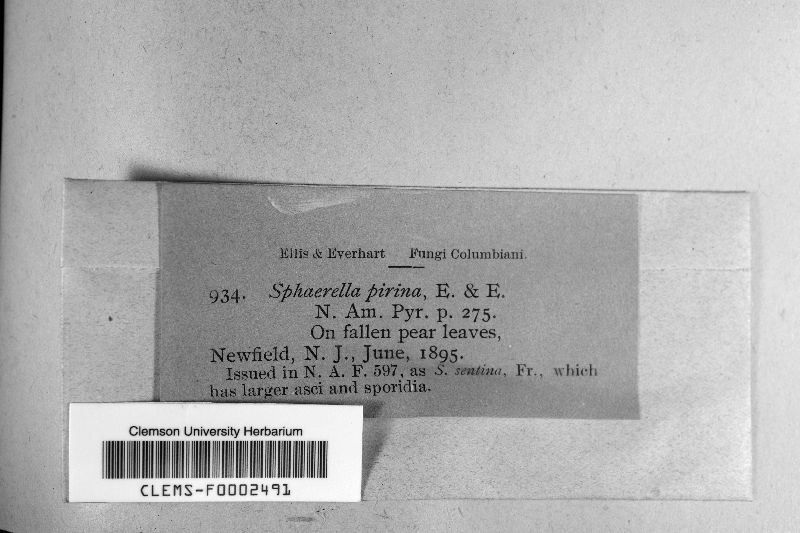 Ellis & Everhart Fungi Columbiani.
934. Sphaerella pirina, E. & E.
N. Am. Pyr. p. 275.
On fallen pear leaves,
Newfield, N. J., June, 1895.
Issued in N. A. F. 597, as S. sentina, Fr., which
has larger asci and sporidia.
Clemson University Herbarium
CLEMS-F0002491